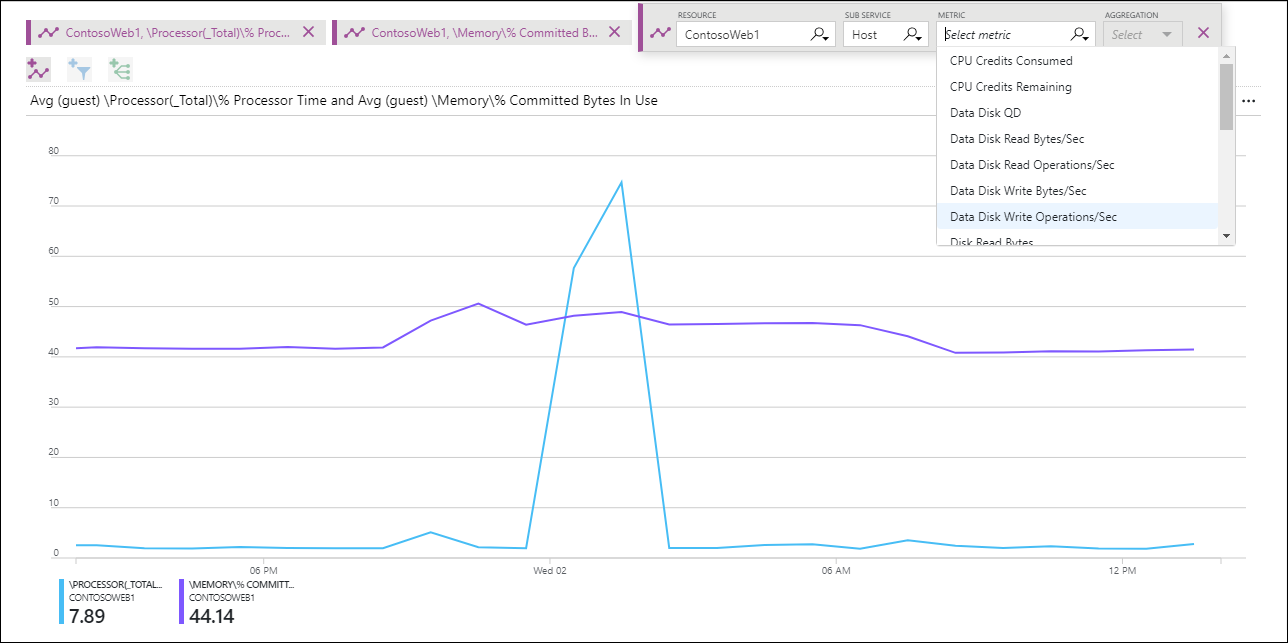 RESOURCE SUB SERVICE METRIC AGGREGATION
ContosoWeb1, \Processor(_Total)\% Proc... ContosoWeb1, \Memory\% Committed B... ContosoWeb1 Host Select metric Select
CPU Credits Consumed
CPU Credits Remaining
Data Disk QD
Data Disk Read Bytes/Sec
Data Disk Read Operations/Sec
Data Disk Write Bytes/Sec
Data Disk Write Operations/Sec
Disk Read Bytes
Avg (guest) \Processor(_Total)\% Processor Time and Avg (guest) \Memory\% Committed Bytes In Use
80
70
60
50
40
30
20
10
0
06 PM Wed 02 06 AM 12 PM
\PROCESSOR(_TOTAL... \MEMORY\% COMMITT...
CONTOSOWEB1 CONTOSOWEB1
7.89 44.14